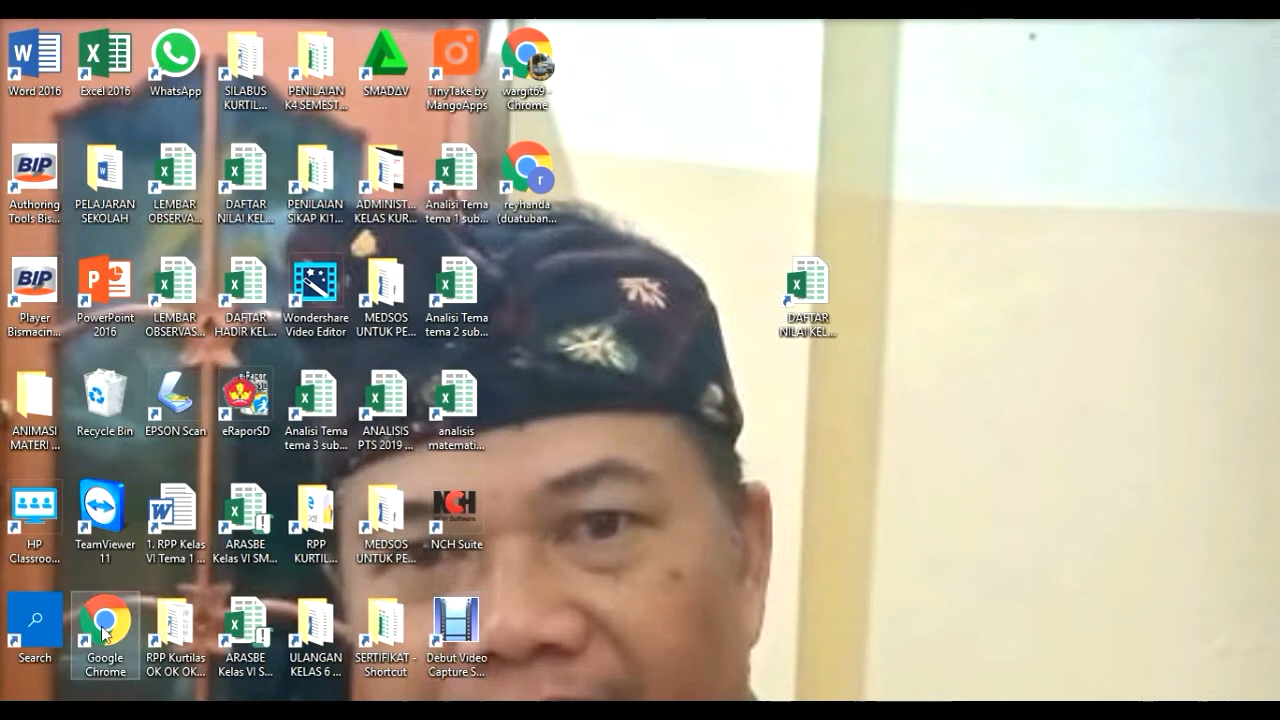 Word 2016
Excel 2016
WhatsApp
SILABUS
KURTIL...
PENILAIAN
K4 SEMEST...
SMADΔV
TinyTake by
MangoApps
wargit69 -
Chrome
BIP
Authoring
Tools Bis...
PELAJARAN
SEKOLAH
LEMBAR
OBSERVA...
DAFTAR
NILAI KEL...
PENILAIAN
SIKAP KI1...
ADMINIST...
KELAS KUR...
Analisi Tema
tema 1 sub...
r
reyhanda
(duatuban...
BIP
Player
Bismacin...
PowerPoint
2016
LEMBAR
OBSERVAS...
DAFTAR
HADIR KEL...
Wondershare
Video Editor
MEDSOS
UNTUK PE...
Analisi Tema
tema 2 sub...
DAFTAR
NILAI KEL...
ANIMASI
MATERI ...
Recycle Bin
EPSON Scan
e-Rapor
eRaporSD
Analisi Tema
tema 3 sub...
ANALISIS
PTS 2019 ...
analisis
matemati...
HP
Classroo...
TeamViewer
11
1. RPP Kelas
VI Tema 1 ...
ARASBE
Kelas VI SM...
RPP
KURTIL...
MEDSOS
UNTUK PE...
NCH
NCH Suite
Search
Google
Chrome
RPP Kurtilas
OK OK OK...
ARASBE
Kelas VI S...
ULANGAN
KELAS 6 ...
SERTIFIKAT -
Shortcut
Debut Video
Capture S...